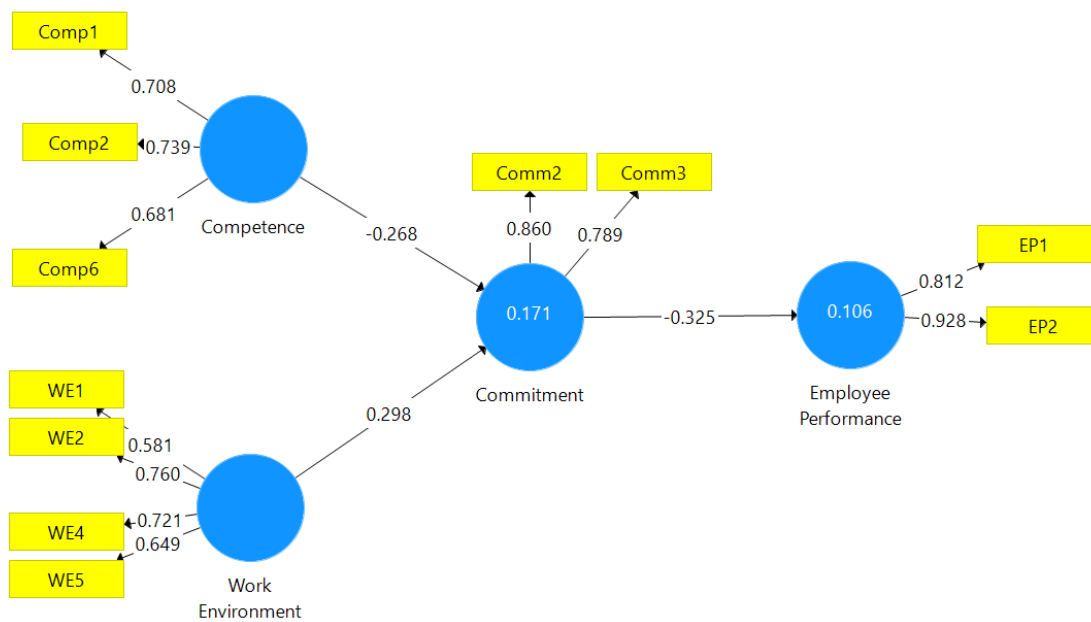 Comp1
0.708
Comp2
0.739
0.681
Comp6
Competence
-0.268
Comm2
Comm3
0.860
0.789
0.171
Commitment
-0.325
EP1
0.812
0.106
0.928
EP2
Employee
Performance
0.298
WE1
WE2
0.581
0.760
WE4
0.721
0.649
WE5
Work
Environment